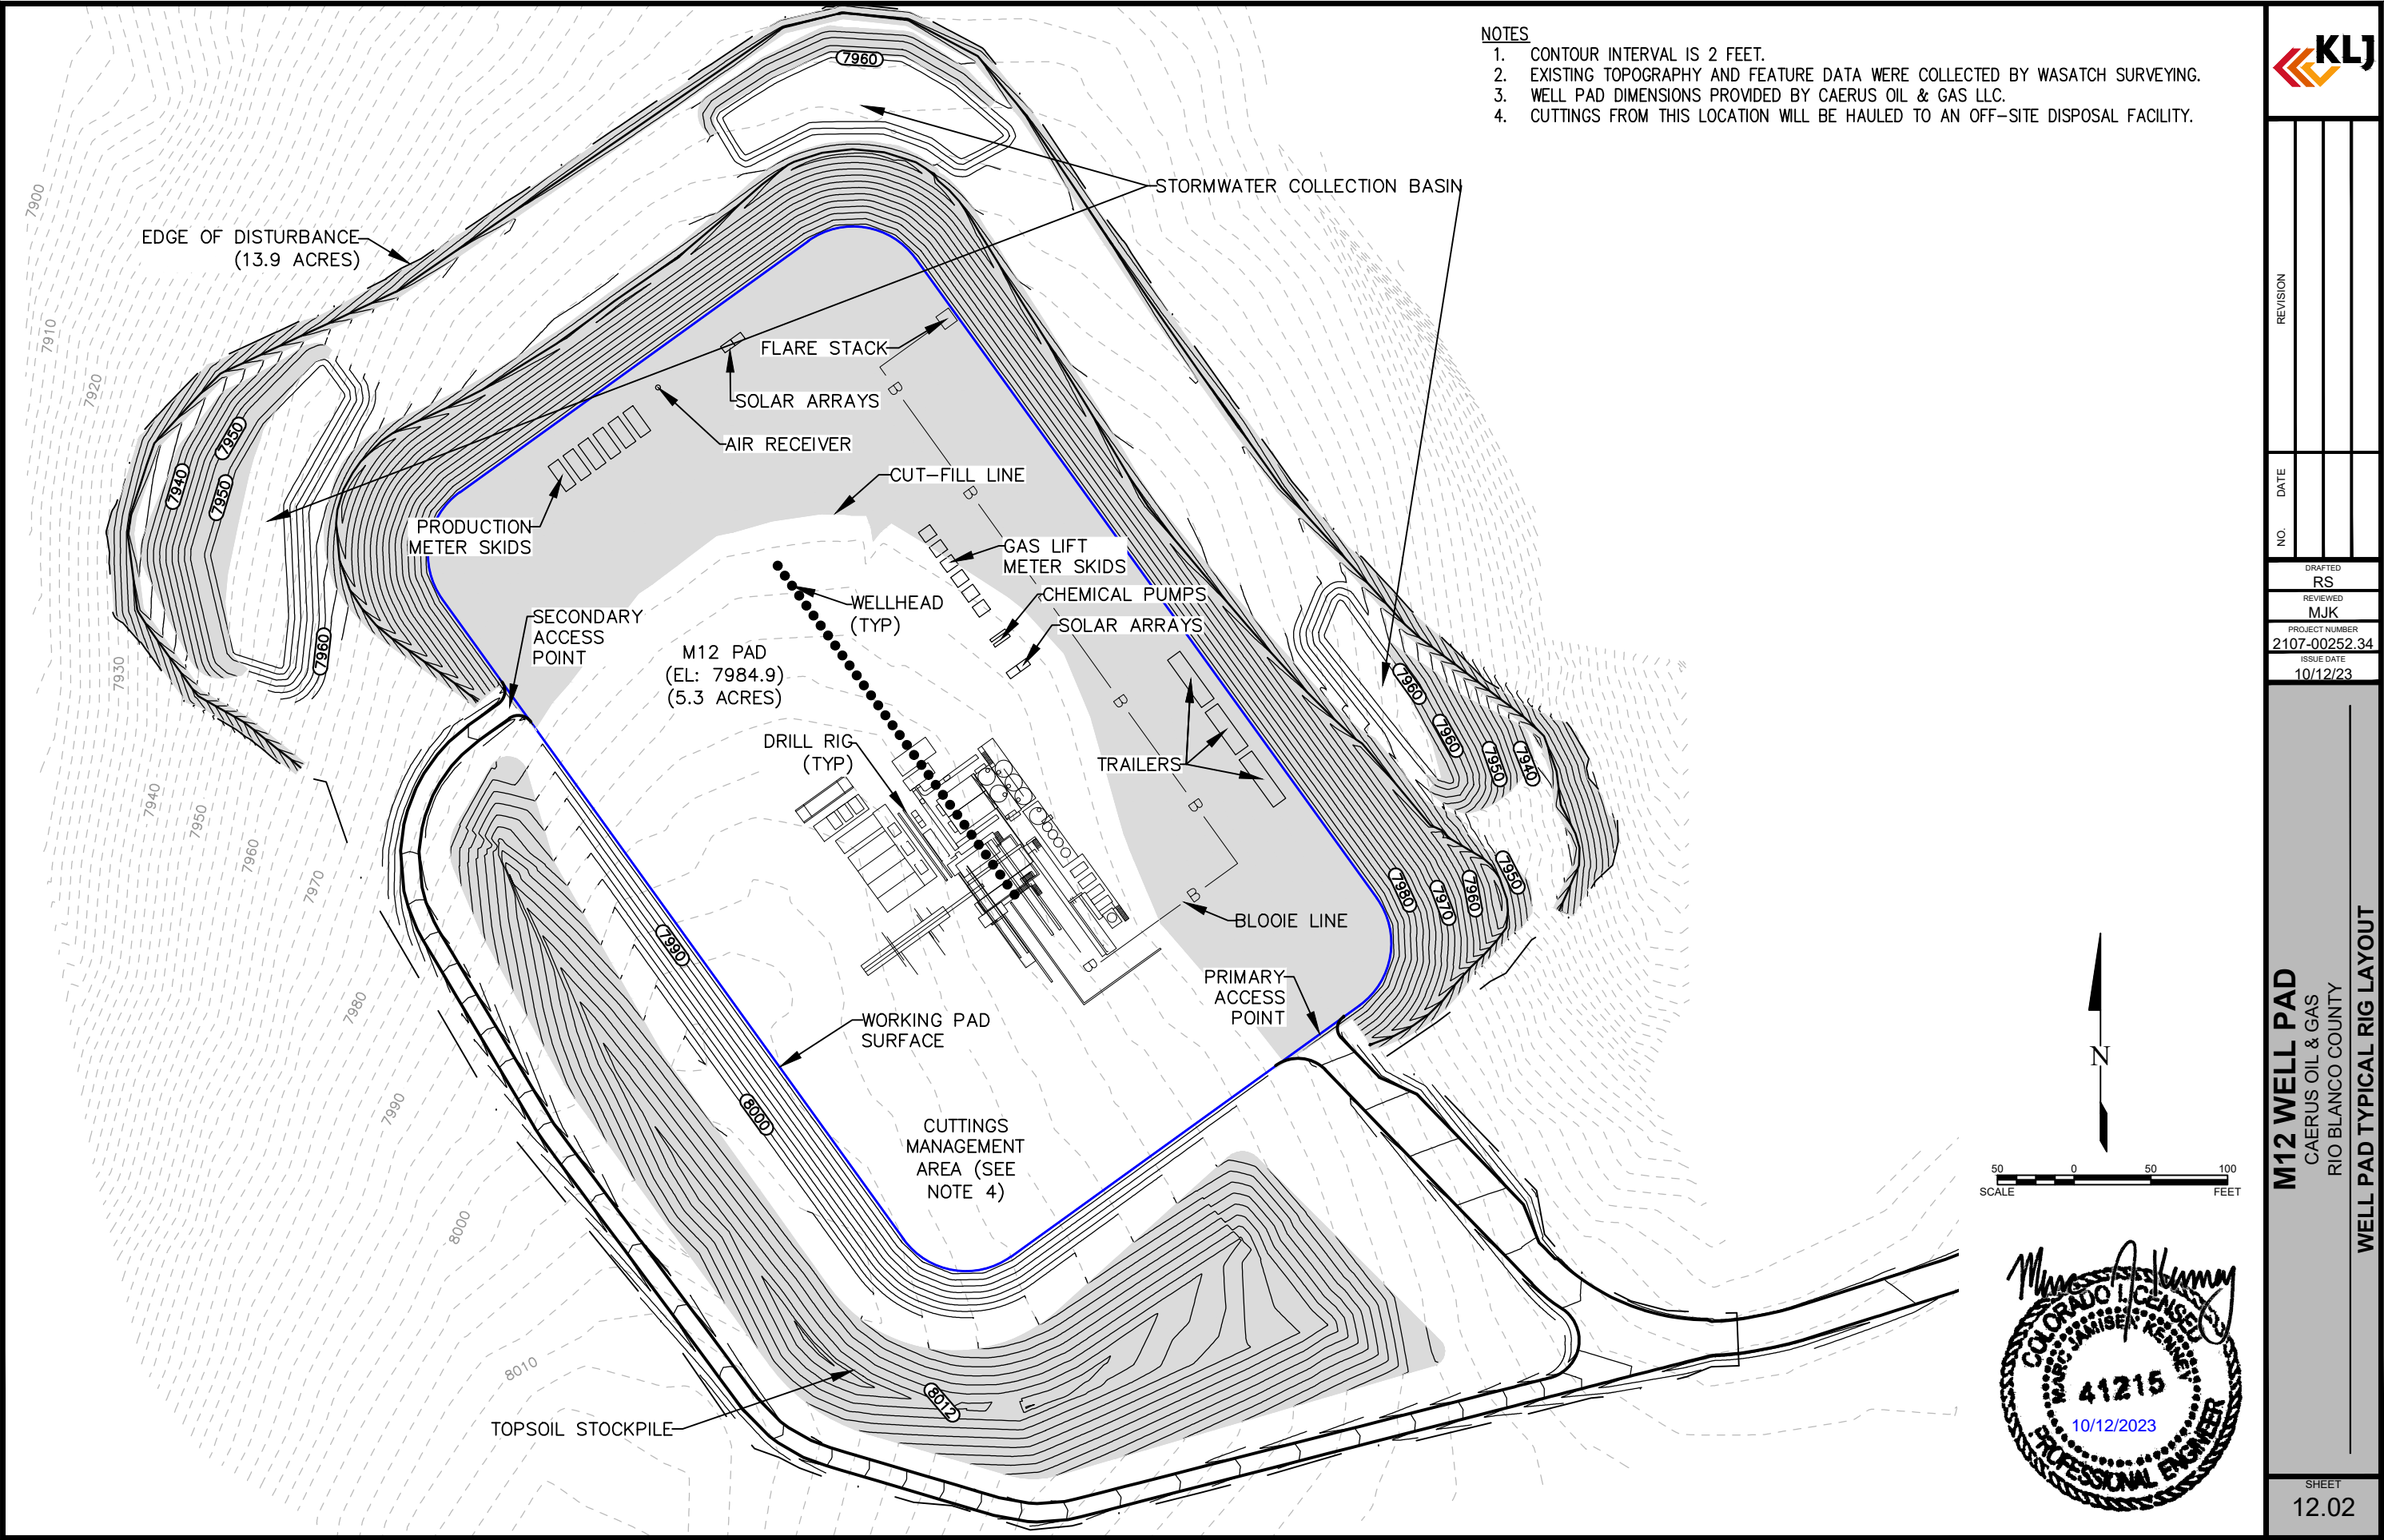 NOTES
1. CONTOUR INTERVAL IS 2 FEET.
2. EXISTING TOPOGRAPHY AND FEATURE DATA WERE COLLECTED BY WASATCH SURVEYING.
3. WELL PAD DIMENSIONS PROVIDED BY CAERUS OIL & GAS LLC.
4. CUTTINGS FROM THIS LOCATION WILL BE HAULED TO AN OFF-SITE DISPOSAL FACILITY.
7960
STORMWATER COLLECTION BASIN
7900
EDGE OF DISTURBANCE
(13.9 ACRES)
7910
7920
FLARE STACK
SOLAR ARRAYS
B
AIR RECEIVER
7950
7940
7950
CUT-FILL LINE
B
PRODUCTION
METER SKIDS
GAS LIFT
METER SKIDS
CHEMICAL PUMPS
WELLHEAD
(TYP)
SOLAR ARRAYS
SECONDARY
ACCESS
POINT
7960
7930
M12 PAD
(EL: 7984.9)
(5.3 ACRES)
B
7960
7960
7950
7940
DRILL RIG
(TYP)
TRAILERS
B
7940
7950
7960
7970
7980
7970
7960
7950
B
BLOOIE LINE
7990
B
PRIMARY
ACCESS
POINT
7980
WORKING PAD
SURFACE
7990
8000
CUTTINGS
MANAGEMENT
AREA (SEE
NOTE 4)
8000
8010
8012
TOPSOIL STOCKPILE
N
50 0 50 100
SCALE FEET
COLORADO LICENSED
MARC JAMISEN KENNEY
41215
10/12/2023
PROFESSIONAL ENGINEER
KLJ
REVISION
DATE
NO.
DRAFTED
RS
REVIEWED
MJK
PROJECT NUMBER
2107-00252.34
ISSUE DATE
10/12/23
M12 WELL PAD
CAERUS OIL & GAS
RIO BLANCO COUNTY
WELL PAD TYPICAL RIG LAYOUT
SHEET
12.02